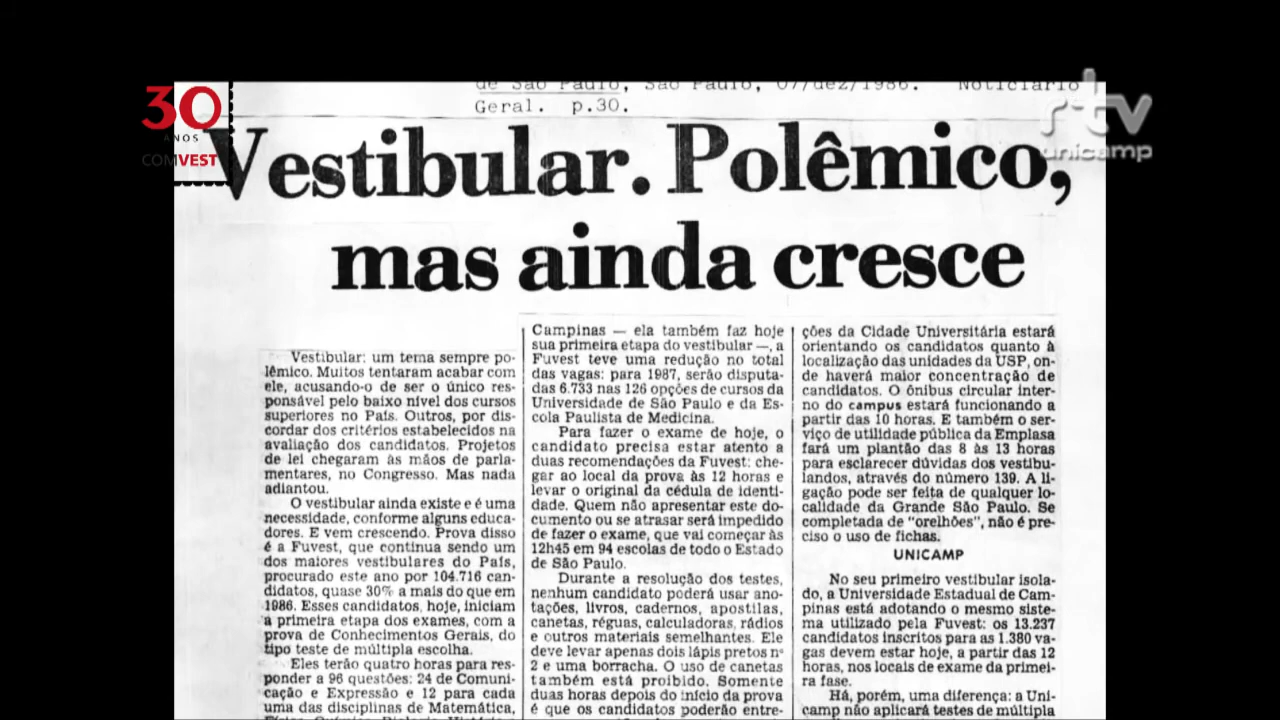 30
ANOS
COMVEST
rtv
unicamp
de São Paulo, São Paulo, 07/dez/1986. Noticiário
Geral. p.30.
Vestibular. Polêmico,
mas ainda cresce
Vestibular: um tema sempre po-
lêmico. Muitos tentaram acabar com
ele, acusando-o de ser o único res-
ponsável pelo baixo nível dos cursos
superiores no País. Outros, por dis-
cordar dos critérios estabelecidos na
avaliação dos candidatos. Projetos
de lei chegaram às mãos de parla-
mentares, no Congresso. Mas nada
adiantou.
O vestibular ainda existe e é uma
necessidade, conforme alguns educa-
dores. E vem crescendo. Prova disso
é a Fuvest, que continua sendo um
dos maiores vestibulares do País,
procurado este ano por 104.716 can-
didatos, quase 30% a mais do que em
1986. Esses candidatos, hoje, iniciam
a primeira etapa dos exames, com a
prova de Conhecimentos Gerais, do
tipo teste de múltipla escolha.
Eles terão quatro horas para res-
ponder a 96 questões: 24 de Comuni-
cação e Expressão e 12 para cada
uma das disciplinas de Matemática,
Campinas — ela também faz hoje
sua primeira etapa do vestibular —, a
Fuvest teve uma redução no total
das vagas: para 1987, serão disputa-
das 6.733 nas 126 opções de cursos da
Universidade de São Paulo e da Es-
cola Paulista de Medicina.
Para fazer o exame de hoje, o
candidato precisa estar atento a
duas recomendações da Fuvest: che-
gar ao local da prova às 12 horas e
levar o original da cédula de identi-
dade. Quem não apresentar este do-
cumento ou se atrasar será impedido
de fazer o exame, que vai começar às
12h45 em 94 escolas de todo o Estado
de São Paulo.
Durante a resolução dos testes,
nenhum candidato poderá usar ano-
tações, livros, cadernos, apostilas,
canetas, réguas, calculadoras, rádios
e outros materiais semelhantes. Ele
deve levar apenas dois lápis pretos nº
2 e uma borracha. O uso de canetas
também está proibido. Somente
duas horas depois do início da prova
é que os candidatos poderão entre-
ções da Cidade Universitária estará
orientando os candidatos quanto à
localização das unidades da USP, on-
de haverá maior concentração de
candidatos. O ônibus circular inter-
no do campus estará funcionando a
partir das 10 horas. E também o ser-
viço de utilidade pública da Emplasa
fará um plantão das 8 às 13 horas
para esclarecer dúvidas dos vestibu-
landos, através do número 139. A li-
gação pode ser feita de qualquer lo-
calidade da Grande São Paulo. Se
completada de "orelhões", não é pre-
ciso o uso de fichas.
UNICAMP
No seu primeiro vestibular isola-
do, a Universidade Estadual de Cam-
pinas está adotando o mesmo siste-
ma utilizado pela Fuvest: os 13.237
candidatos inscritos para as 1.380 va-
gas devem estar hoje, a partir das 12
horas, nos locais de exame da primei-
ra fase.
Há, porém, uma diferença: a Uni-
camp não aplicará testes de múltipla